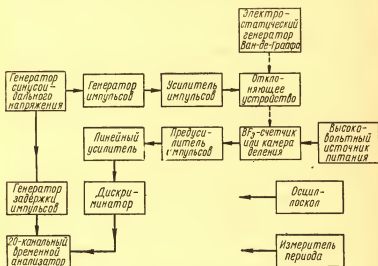 Электро-
статический
генератор
Ван-де-Граафа
Генератор
синусои-
дального
напряжения
Генератор
импульсов
Усилитель
импульсов
Откло-
няющее
устройство
Линейный
усилитель
Предуси-
литель
импульсов
BF₃-счетчик
или камера
деления
Высоко-
вольтный
источник
питания
Генератор
задержки
импульсов
Дискри-
минатор
Осцил-
лоскоп
20-канальный
временной
анализатор
Измеритель
периода